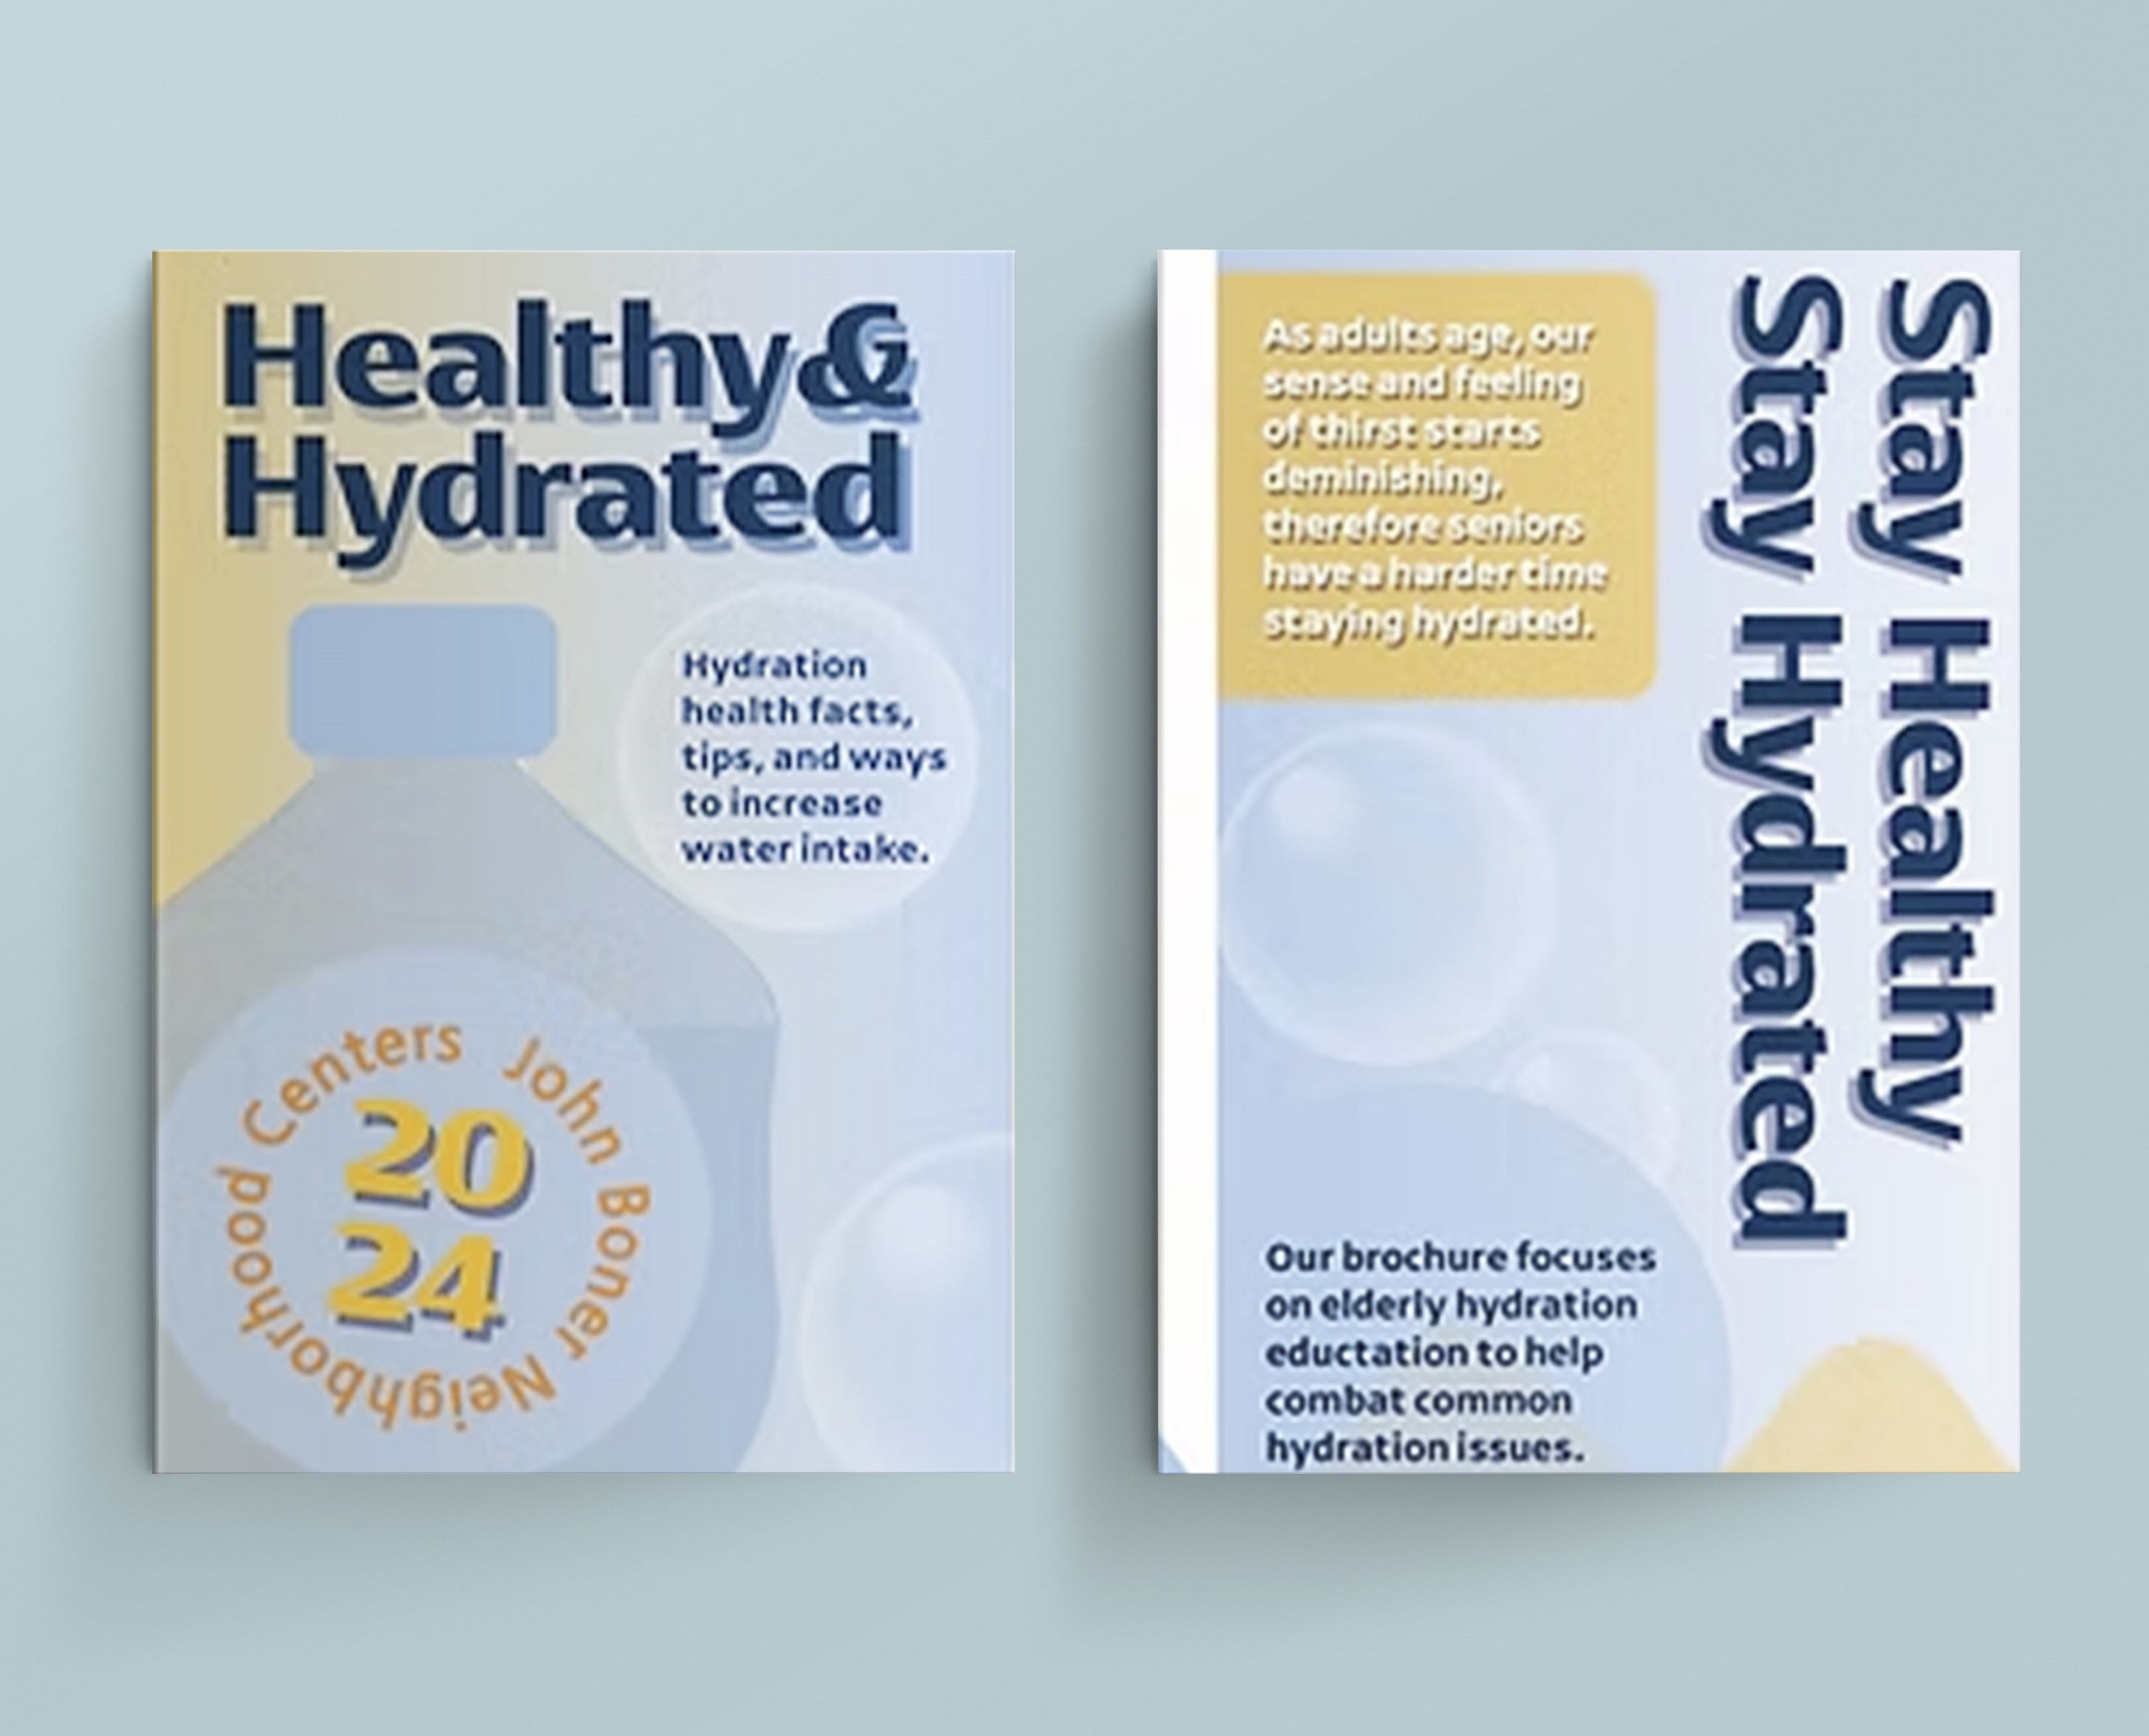 Healthy &
Hydrated
Hydration
health facts,
tips, and ways
to increase
water intake.
John Boner Neighborhood Centers
20
24
As adults age, our
sense and feeling
of thirst starts
deminishing,
therefore seniors
have a harder time
staying hydrated.
Stay Healthy
Stay Hydrated
Our brochure focuses
on elderly hydration
eductation to help
combat common
hydration issues.